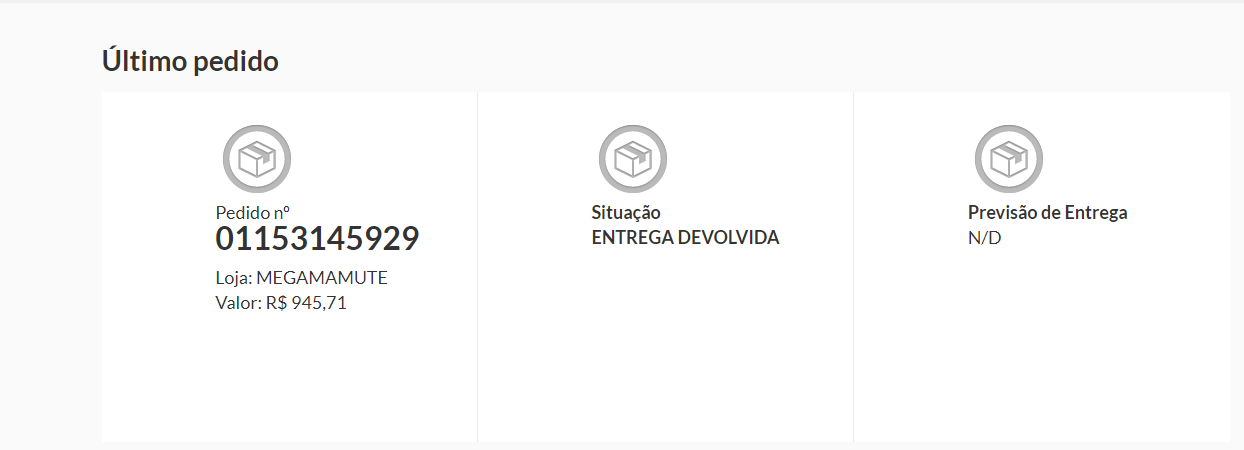 Último pedido
Pedido nº
01153145929
Loja: MEGAMAMUTE
Valor: R$ 945,71
Situação
ENTREGA DEVOLVIDA
Previsão de Entrega
N/D